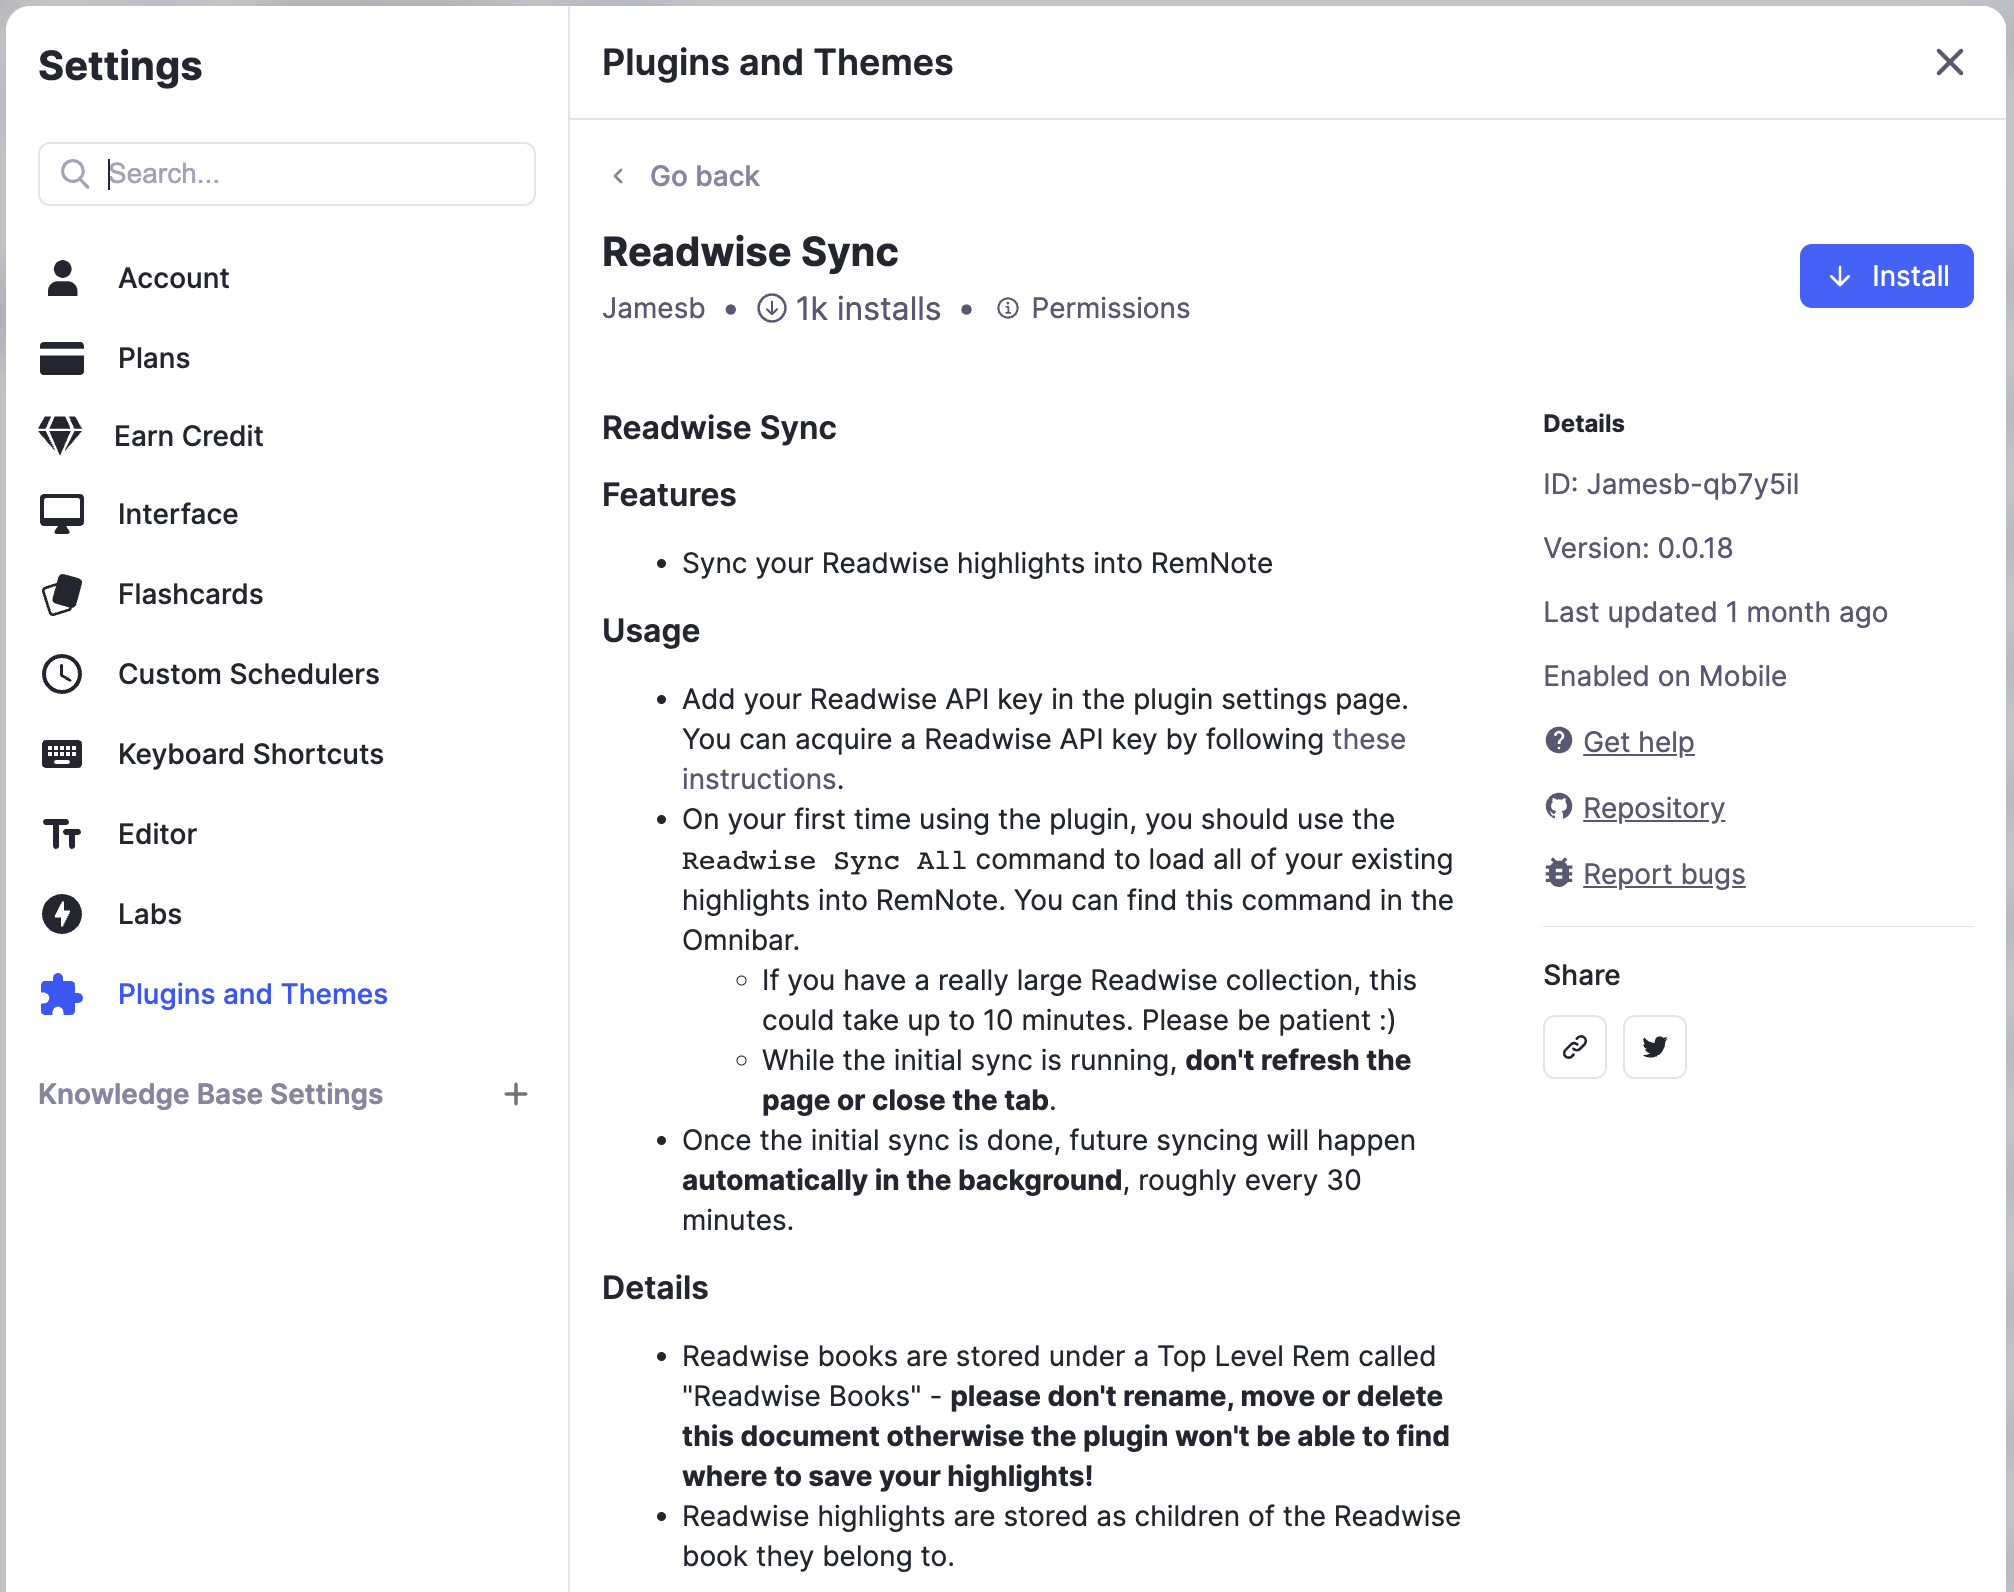 Settings
Search...
Account
Plans
Earn Credit
Interface
Flashcards
Custom Schedulers
Keyboard Shortcuts
Editor
Labs
Plugins and Themes
Knowledge Base Settings
Plugins and Themes
Go back
Readwise Sync
Jamesb • 1k installs • Permissions
Install
Readwise Sync
Features
• Sync your Readwise highlights into RemNote
Usage
• Add your Readwise API key in the plugin settings page.
You can acquire a Readwise API key by following these
instructions.
• On your first time using the plugin, you should use the
Readwise Sync All command to load all of your existing
highlights into RemNote. You can find this command in the
Omnibar.
◦ If you have a really large Readwise collection, this
could take up to 10 minutes. Please be patient :)
◦ While the initial sync is running, don't refresh the
page or close the tab.
• Once the initial sync is done, future syncing will happen
automatically in the background, roughly every 30
minutes.
Details
• Readwise books are stored under a Top Level Rem called
"Readwise Books" - please don't rename, move or delete
this document otherwise the plugin won't be able to find
where to save your highlights!
• Readwise highlights are stored as children of the Readwise
book they belong to.
Details
ID: Jamesb-qb7y5il
Version: 0.0.18
Last updated 1 month ago
Enabled on Mobile
Get help
Repository
Report bugs
Share